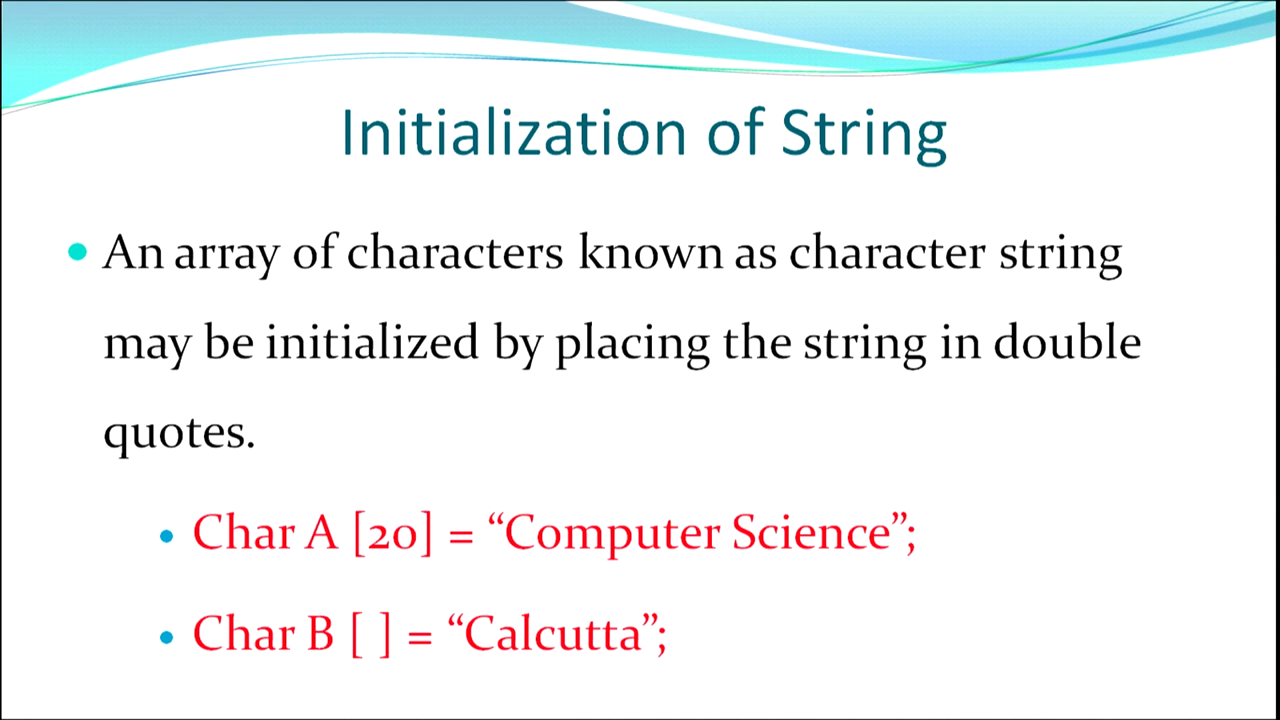 Initialization of String
• An array of characters known as character string
may be initialized by placing the string in double
quotes.
• Char A [20] = “Computer Science”;
• Char B [ ] = “Calcutta”;